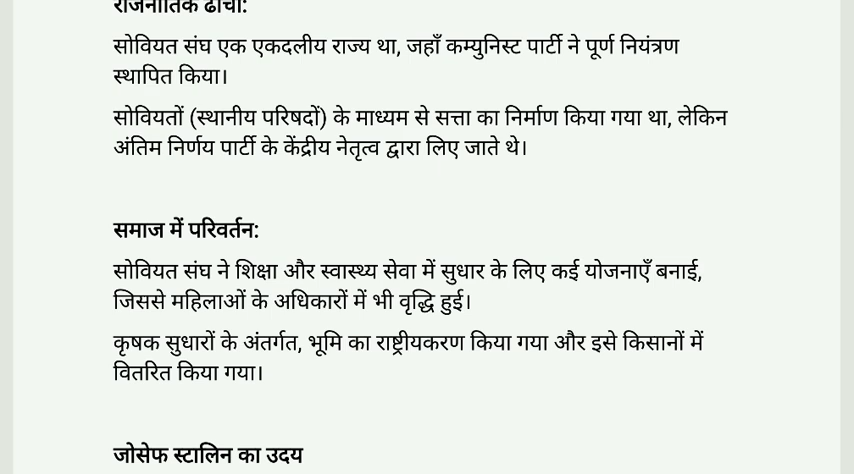 राजनीतिक ढांचा:
सोवियत संघ एक एकदलीय राज्य था, जहाँ कम्युनिस्ट पार्टी ने पूर्ण नियंत्रण
स्थापित किया।
सोवियतों (स्थानीय परिषदों) के माध्यम से सत्ता का निर्माण किया गया था, लेकिन
अंतिम निर्णय पार्टी के केंद्रीय नेतृत्व द्वारा लिए जाते थे।
समाज में परिवर्तन:
सोवियत संघ ने शिक्षा और स्वास्थ्य सेवा में सुधार के लिए कई योजनाएँ बनाई,
जिससे महिलाओं के अधिकारों में भी वृद्धि हुई।
कृषक सुधारों के अंतर्गत, भूमि का राष्ट्रीयकरण किया गया और इसे किसानों में
वितरित किया गया।
जोसेफ स्टालिन का उदय